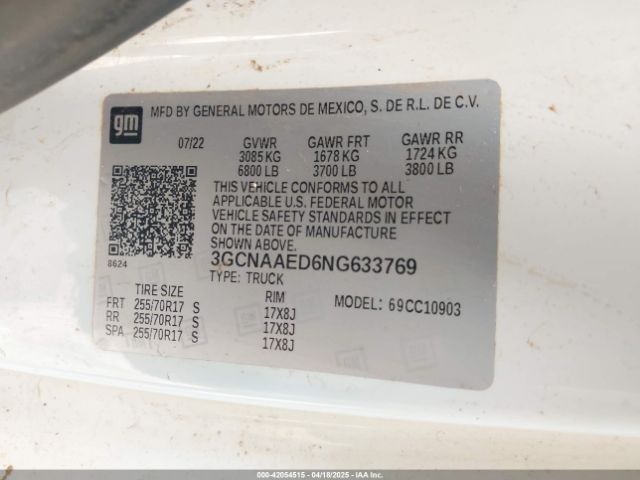 gm
MFD BY GENERAL MOTORS DE MEXICO, S. DE R.L. DE C.V.
07/22 GVWR GAWR FRT GAWR RR
3085 KG 1678 KG 1724 KG
6800 LB 3700 LB 3800 LB
THIS VEHICLE CONFORMS TO ALL
APPLICABLE U.S. FEDERAL MOTOR
VEHICLE SAFETY STANDARDS IN EFFECT
ON THE DATE OF MANUFACTURE
SHOWN ABOVE.
8624
3GCNAAED6NG633769
TYPE: TRUCK
TIRE SIZE RIM MODEL: 69CC10903
FRT 255/70R17 S 17X8J
RR 255/70R17 S 17X8J
SPA 255/70R17 S 17X8J
000-42054515 - 04/18/2025 - IAAI.COM